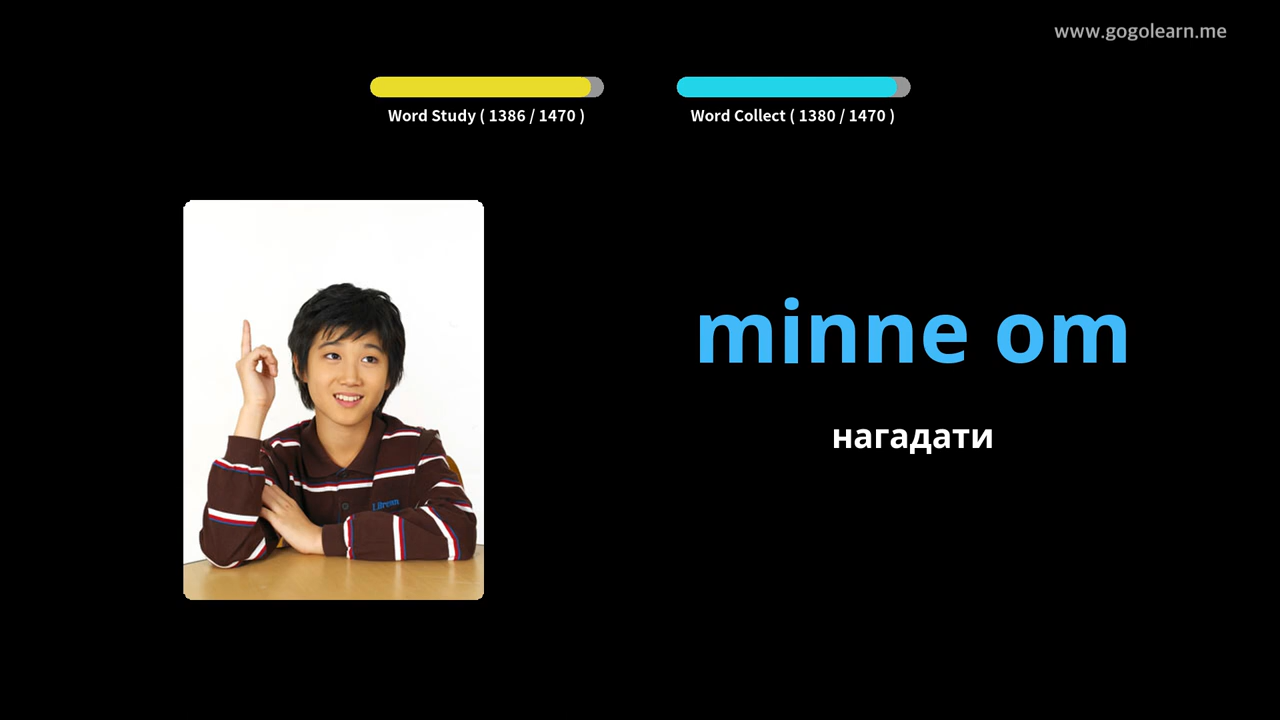 www.gogolearn.me
Word Study ( 1386 / 1470 )
Word Collect ( 1380 / 1470 )
minne om
нагадати